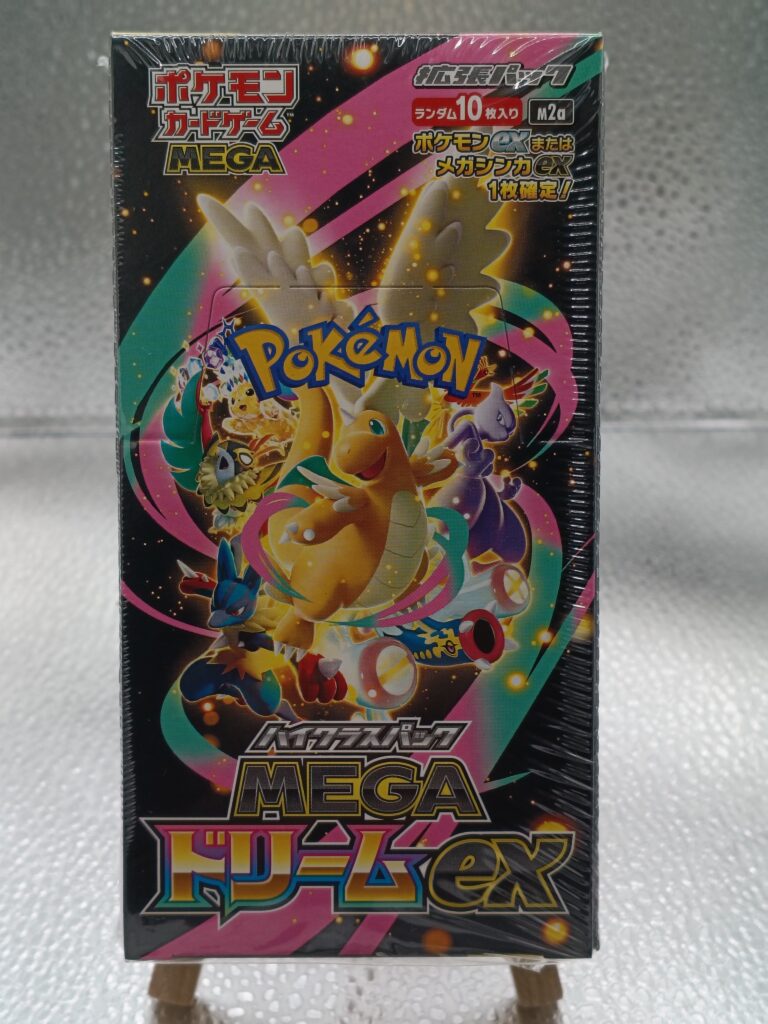 ポケモン
カードゲーム™
MEGA
拡張パック
ランダム10枚入り
M2a
ポケモンexまたは
メガシンカex
1枚確定!
POKéMON™
ハイクラスパック
MEGA
ドリームex